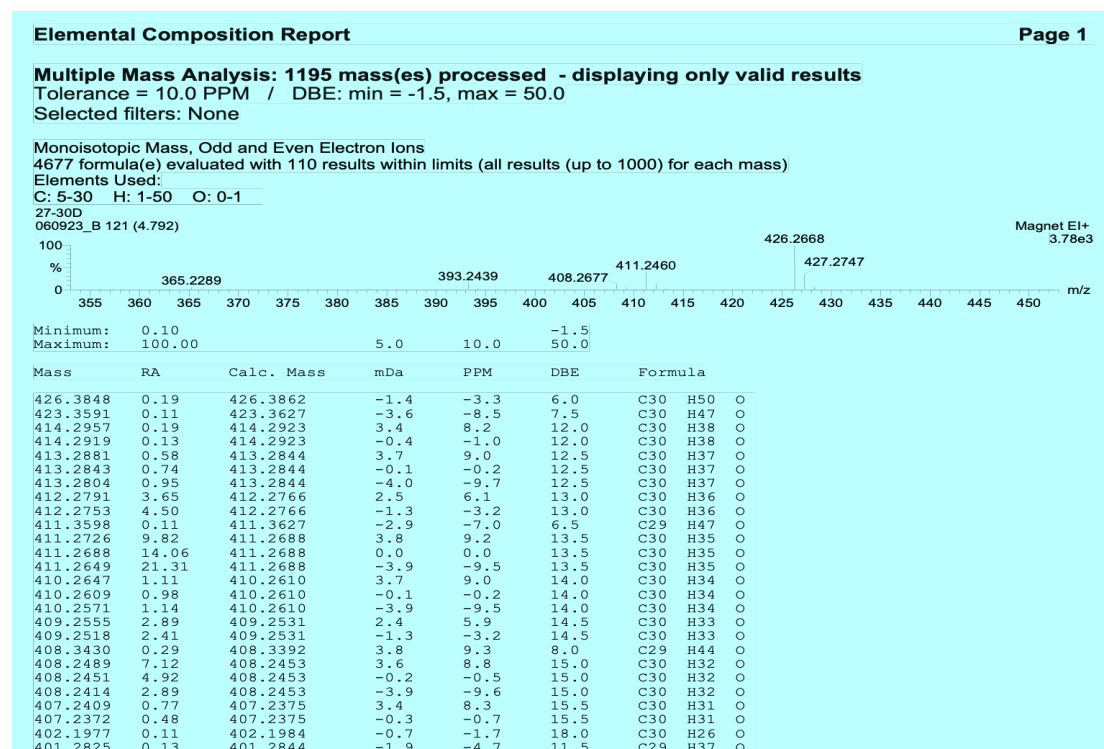 Elemental Composition Report Page 1
Multiple Mass Analysis: 1195 mass(es) processed - displaying only valid results
Tolerance = 10.0 PPM / DBE: min = -1.5, max = 50.0
Selected filters: None
Monoisotopic Mass, Odd and Even Electron Ions
4677 formula(e) evaluated with 110 results within limits (all results (up to 1000) for each mass)
Elements Used:
C: 5-30 H: 1-50 O: 0-1
27-30D
060923_B 121 (4.792) Magnet EI+
3.78e3
100 426.2668
% 365.2289 393.2439 408.2677 411.2460 427.2747
0 m/z
355 360 365 370 375 380 385 390 395 400 405 410 415 420 425 430 435 440 445 450
Minimum: 0.10 -1.5
Maximum: 100.00 5.0 10.0 50.0
Mass RA Calc. Mass mDa PPM DBE Formula
426.3848 0.19 426.3862 -1.4 -3.3 6.0 C30 H50 O
423.3591 0.11 423.3627 -3.6 -8.5 7.5 C30 H47 O
414.2957 0.19 414.2923 3.4 8.2 12.0 C30 H38 O
414.2919 0.13 414.2923 -0.4 -1.0 12.0 C30 H38 O
413.2881 0.58 413.2844 3.7 9.0 12.5 C30 H37 O
413.2843 0.74 413.2844 -0.1 -0.2 12.5 C30 H37 O
413.2804 0.95 413.2844 -4.0 -9.7 12.5 C30 H37 O
412.2791 3.65 412.2766 2.5 6.1 13.0 C30 H36 O
412.2753 4.50 412.2766 -1.3 -3.2 13.0 C30 H36 O
411.3598 0.11 411.3627 -2.9 -7.0 6.5 C29 H47 O
411.2726 9.82 411.2688 3.8 9.2 13.5 C30 H35 O
411.2688 14.06 411.2688 0.0 0.0 13.5 C30 H35 O
411.2649 21.31 411.2688 -3.9 -9.5 13.5 C30 H35 O
410.2647 1.11 410.2610 3.7 9.0 14.0 C30 H34 O
410.2609 0.98 410.2610 -0.1 -0.2 14.0 C30 H34 O
410.2571 1.14 410.2610 -3.9 -9.5 14.0 C30 H34 O
409.2555 2.89 409.2531 2.4 5.9 14.5 C30 H33 O
409.2518 2.41 409.2531 -1.3 -3.2 14.5 C30 H33 O
408.3430 0.29 408.3392 3.8 9.3 8.0 C29 H44 O
408.2489 7.12 408.2453 3.6 8.8 15.0 C30 H32 O
408.2451 4.92 408.2453 -0.2 -0.5 15.0 C30 H32 O
408.2414 2.89 408.2453 -3.9 -9.6 15.0 C30 H32 O
407.2409 0.77 407.2375 3.4 8.3 15.5 C30 H31 O
407.2372 0.48 407.2375 -0.3 -0.7 15.5 C30 H31 O
402.1977 0.11 402.1984 -0.7 -1.7 18.0 C30 H26 O
401.2825 0.13 401.2844 -1.9 -4.7 11.5 C29 H37 O